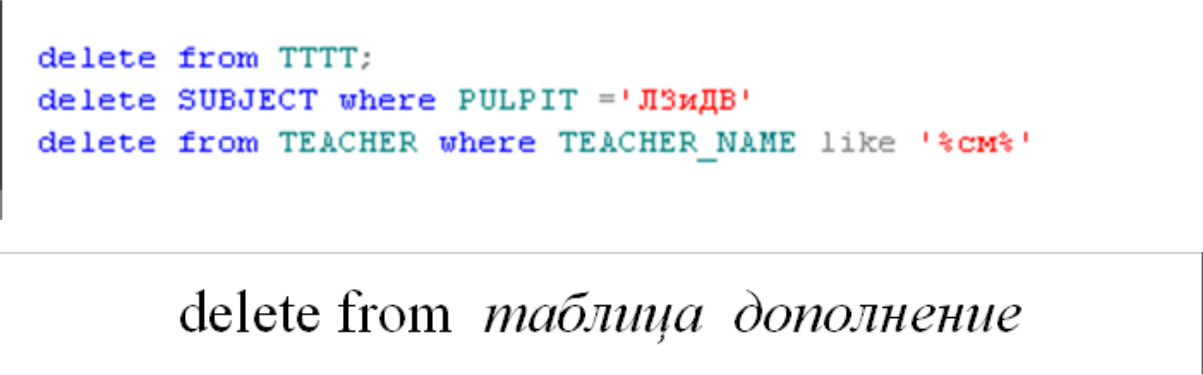 delete from TTTT;
delete SUBJECT where PULPIT ='ЛЗиДВ'
delete from TEACHER where TEACHER_NAME like '%см%'
delete from таблица дополнение